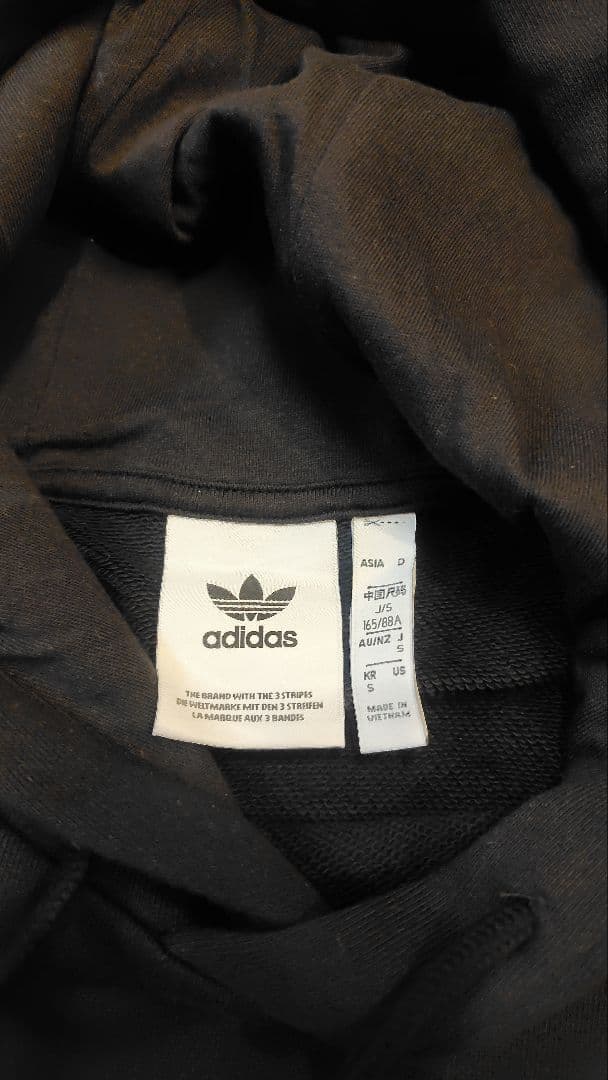 adidas
THE BRAND WITH THE 3 STRIPES
DIE WELTMARKE MIT DEN 3 STREIFEN
LA MARQUE AUX 3 BANDES
ASIA D
中国尺码
J/S
165/88A
AU/NZ J
S
KR US
S
MADE IN
VIETNAM